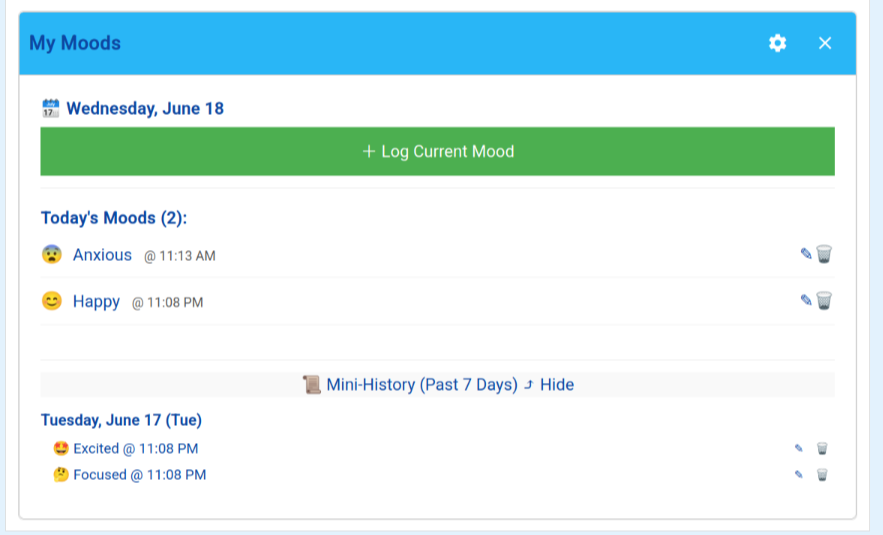 My Moods
📅 Wednesday, June 18
+ Log Current Mood
Today's Moods (2):
😨 Anxious @ 11:13 AM
😊 Happy @ 11:08 PM
📜 Mini-History (Past 7 Days) ⤴ Hide
Tuesday, June 17 (Tue)
🤩 Excited @ 11:08 PM
🤔 Focused @ 11:08 PM